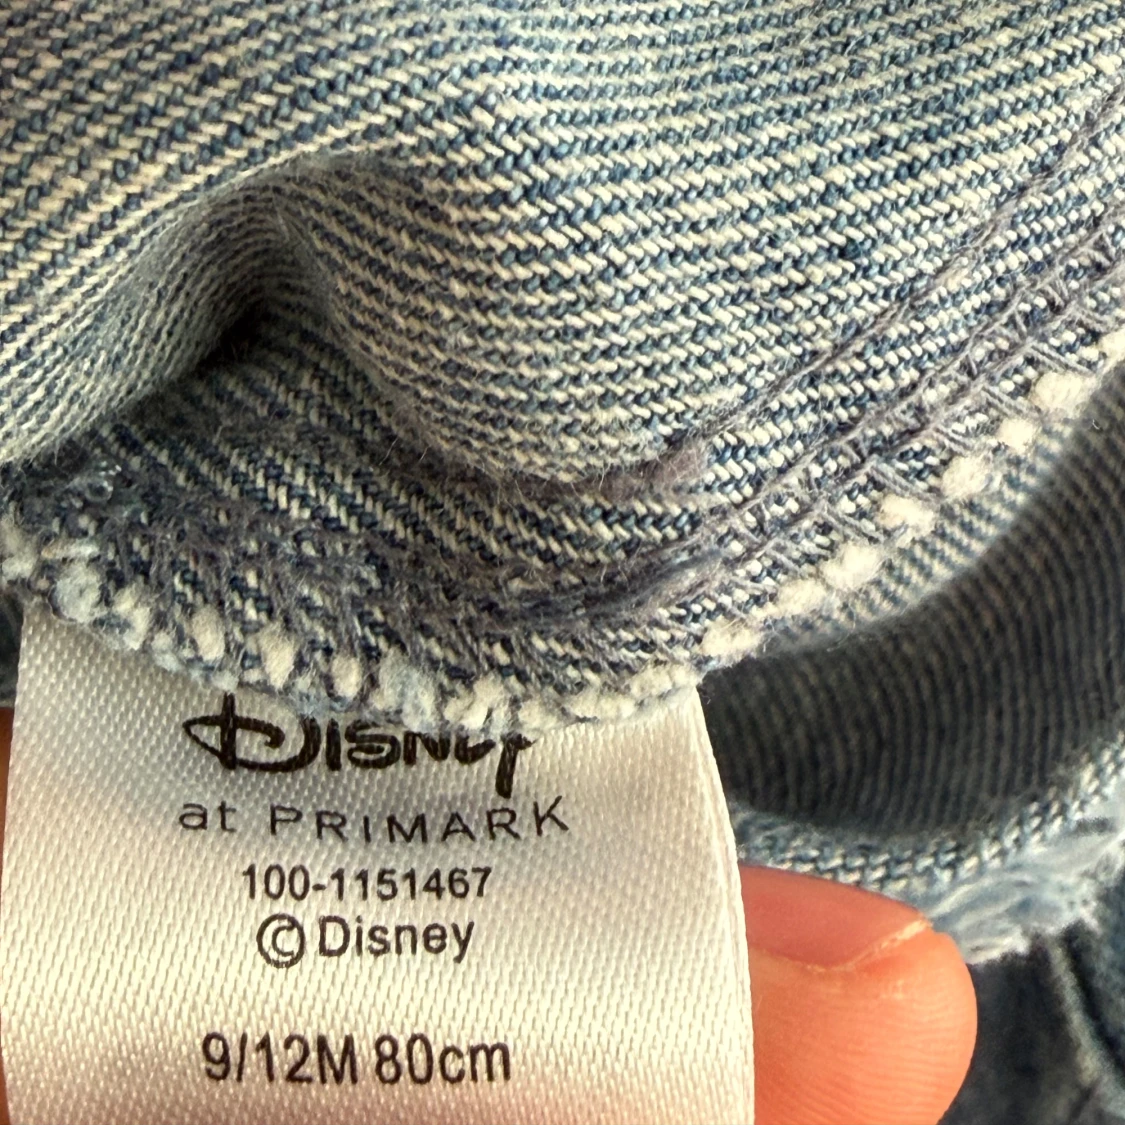 Disney
at PRIMARK
100-1151467
©Disney
9/12M 80cm